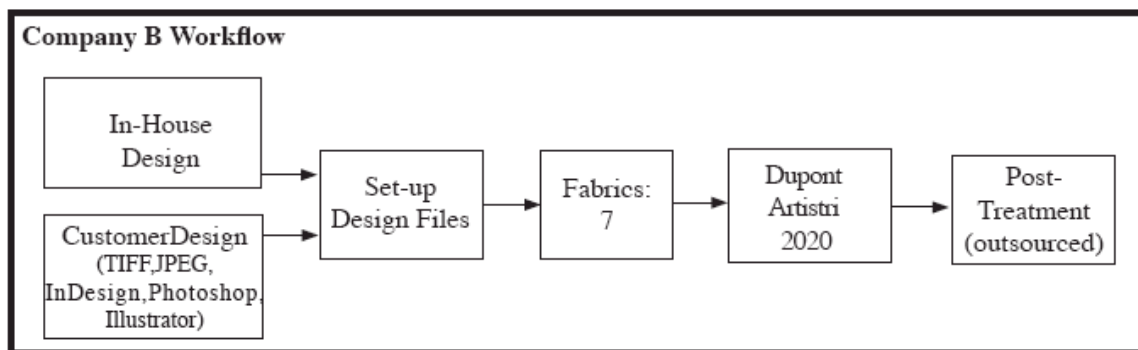 Company B Workflow
In-House
Design
CustomerDesign
(TIFF,JPEG,
InDesign,Photoshop,
Illustrator)
Set-up
Design Files
Fabrics:
7
Dupont
Artistri
2020
Post-
Treatment
(outsourced)